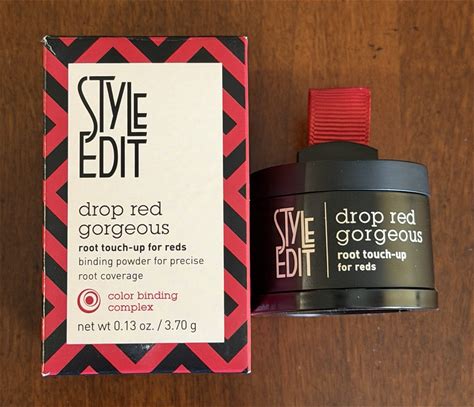 STYLE
EDIT
drop red
gorgeous
root touch-up for reds
binding powder for precise
root coverage
color binding
complex
net wt 0.13 oz. / 3.70 g
STYLE
EDIT
drop red
gorgeous
root touch-up
for reds